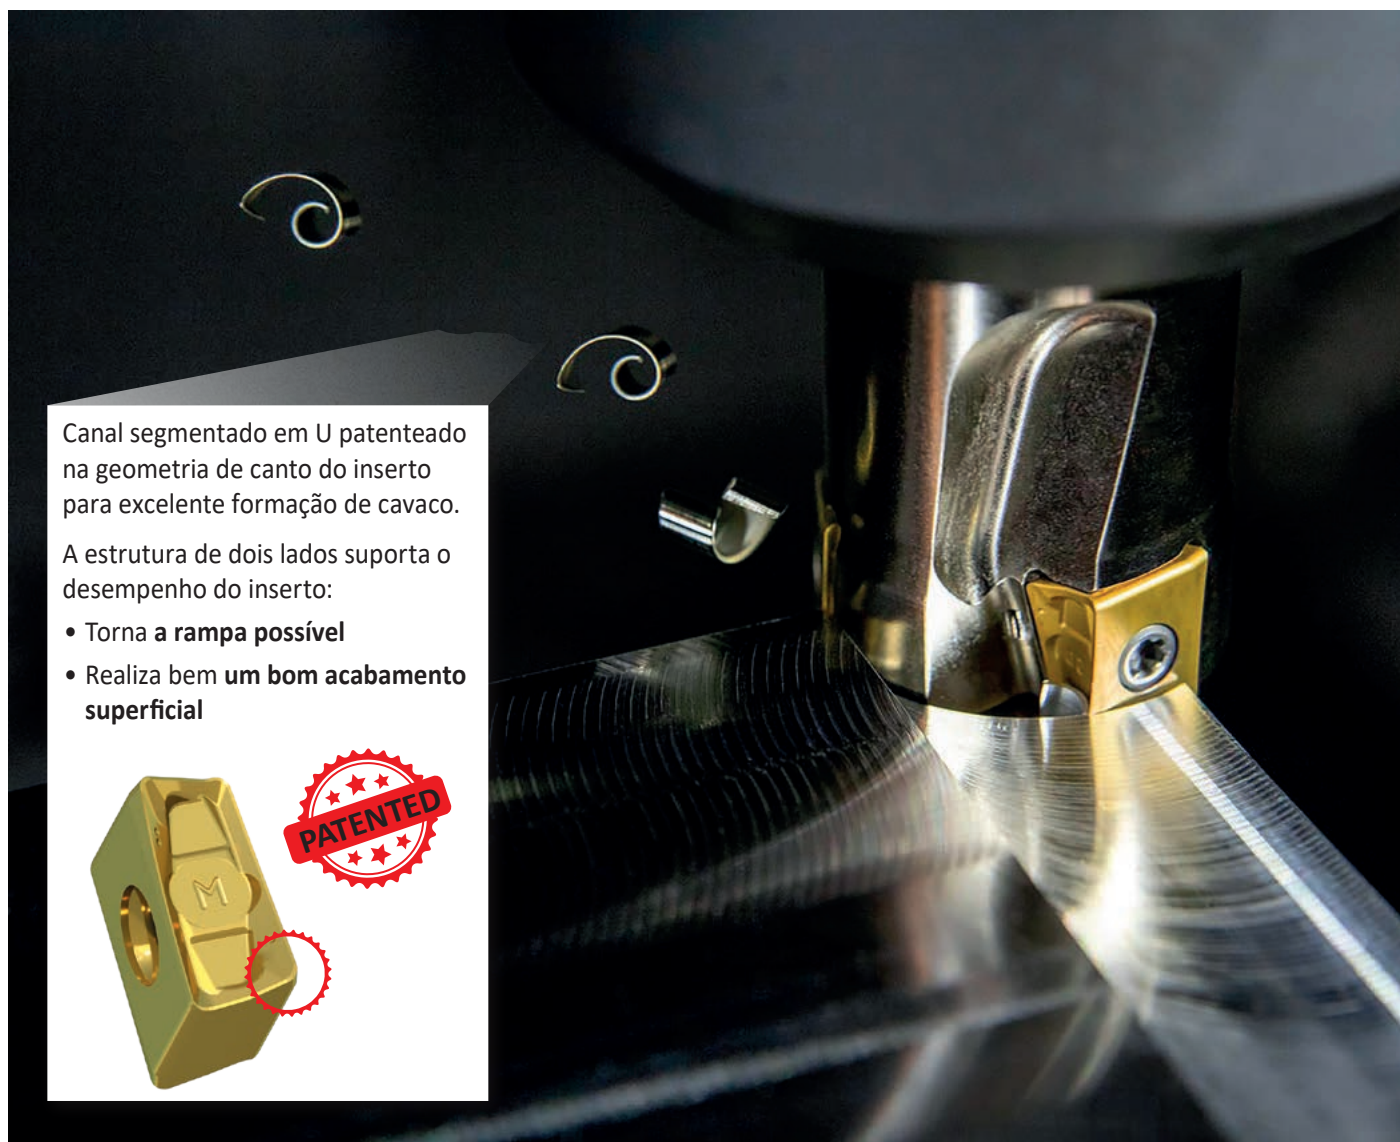 Canal segmentado em U patenteado
na geometria de canto do inserto
para excelente formação de cavaco.
A estrutura de dois lados suporta o
desempenho do inserto:
• Torna a rampa possível
• Realiza bem um bom acabamento
superficial
PATENTED
M